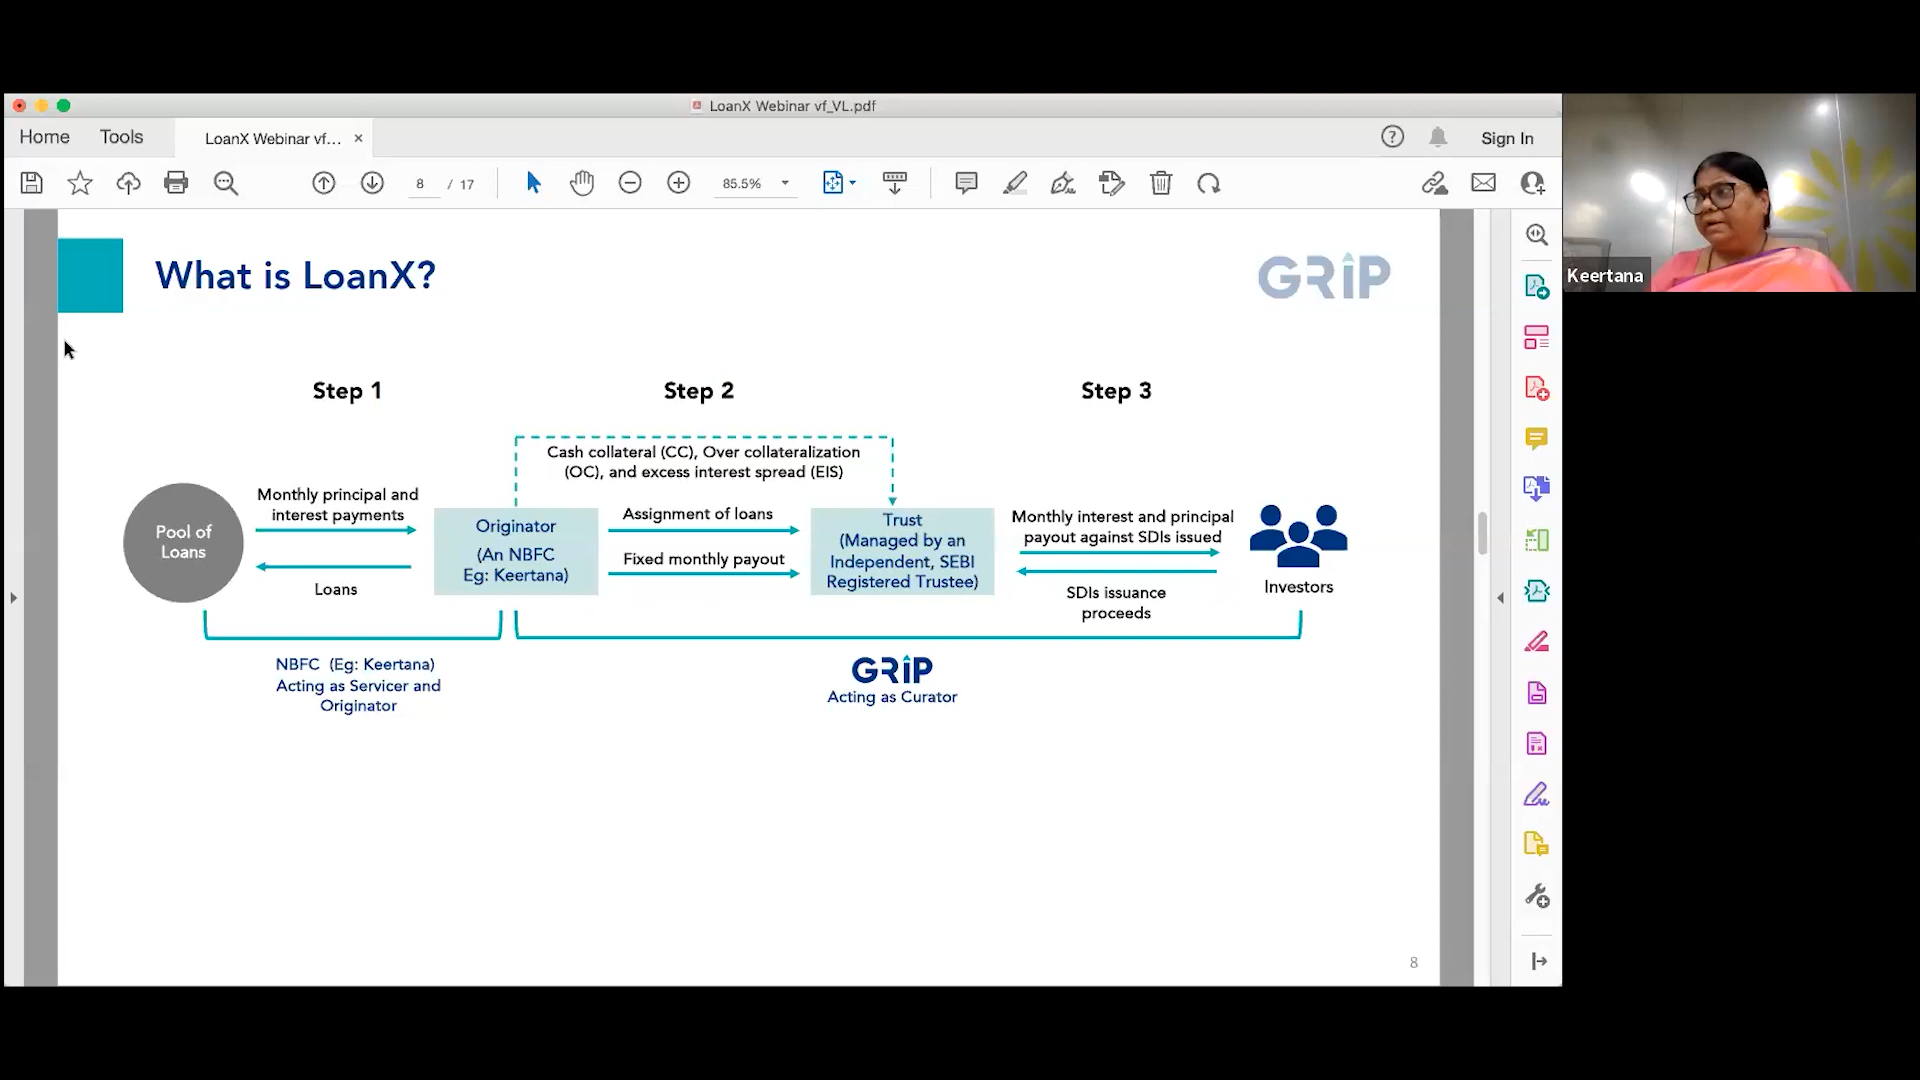 LoanX Webinar vf_VL.pdf
Home
Tools
LoanX Webinar vf...
Sign In
8 / 17
85.5%
What is LoanX?
GRIP
Step 1
Step 2
Step 3
Cash collateral (CC), Over collateralization
(OC), and excess interest spread (EIS)
Pool of
Loans
Monthly principal and
interest payments
Loans
Originator
(An NBFC
Eg: Keertana)
Assignment of loans
Fixed monthly payout
Trust
(Managed by an
Independent, SEBI
Registered Trustee)
Monthly interest and principal
payout against SDIs issued
SDIs issuance
proceeds
Investors
NBFC (Eg: Keertana)
Acting as Servicer and
Originator
GRIP
Acting as Curator
8
Keertana